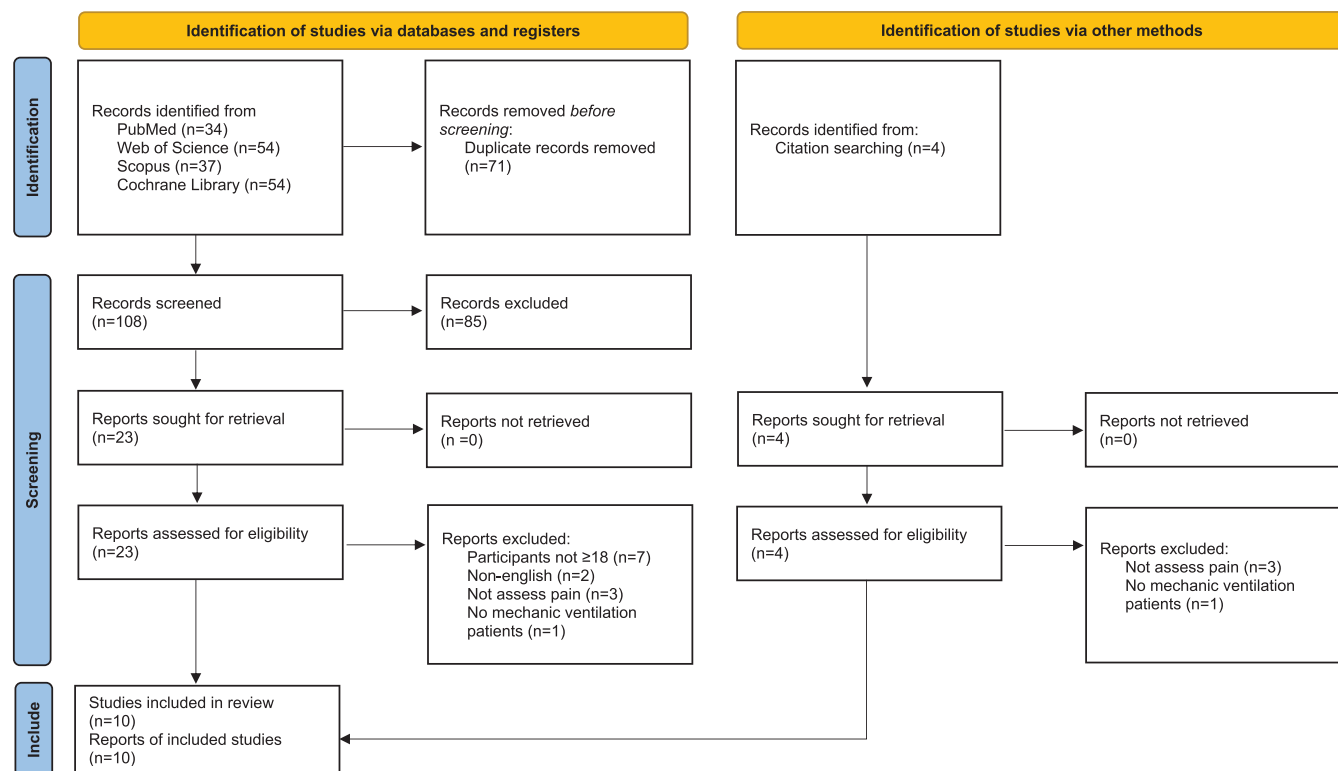 Identification of studies via databases and registers
Identification of studies via other methods
Identification
Records identified from
PubMed (n=34)
Web of Science (n=54)
Scopus (n=37)
Cochrane Library (n=54)
Records removed before
screening:
Duplicate records removed
(n=71)
Records identified from:
Citation searching (n=4)
Screening
Records screened
(n=108)
Records excluded
(n=85)
Reports sought for retrieval
(n=23)
Reports not retrieved
(n =0)
Reports sought for retrieval
(n=4)
Reports not retrieved
(n=0)
Reports assessed for eligibility
(n=23)
Reports excluded:
Participants not ≥18 (n=7)
Non-english (n=2)
Not assess pain (n=3)
No mechanic ventilation
patients (n=1)
Reports assessed for eligibility
(n=4)
Reports excluded:
Not assess pain (n=3)
No mechanic ventilation
patients (n=1)
Include
Studies included in review
(n=10)
Reports of included studies
(n=10)